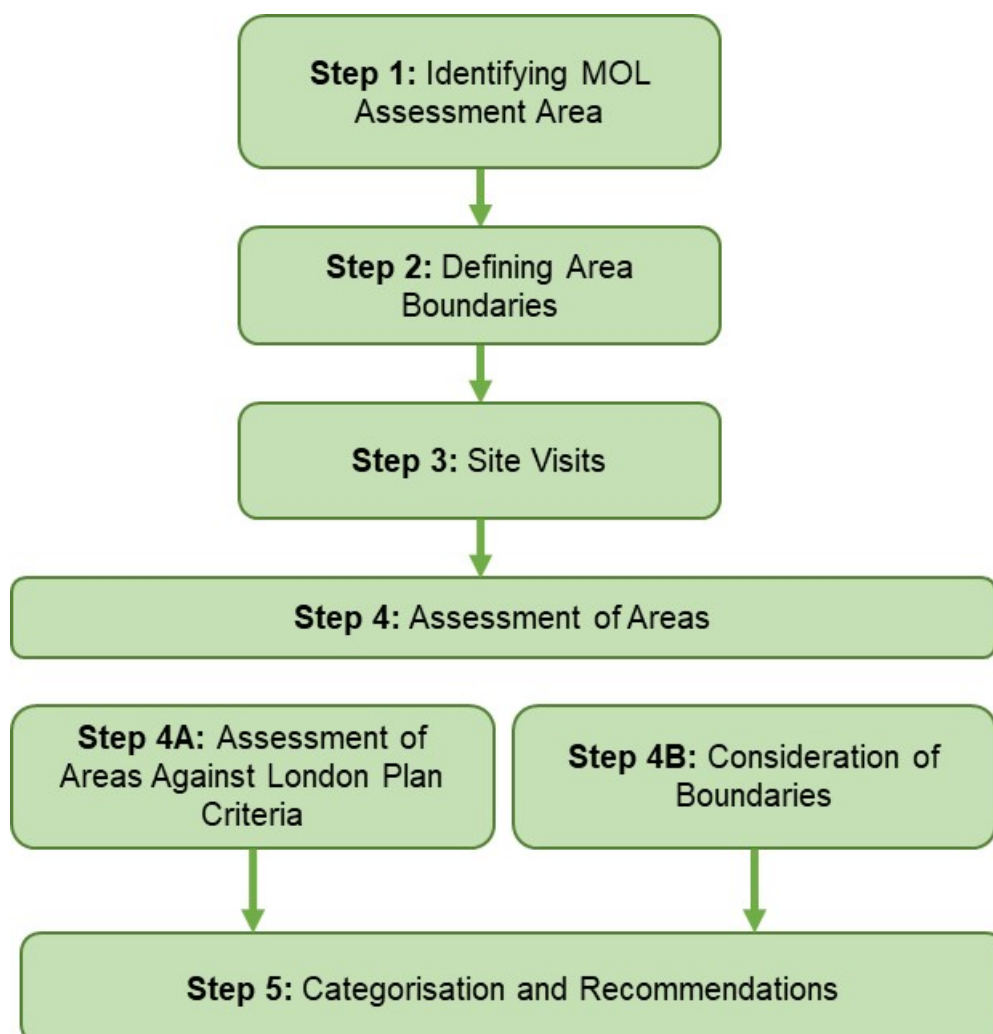 Step 1: Identifying MOL
Assessment Area
Step 2: Defining Area
Boundaries
Step 3: Site Visits
Step 4: Assessment of Areas
Step 4A: Assessment of
Areas Against London Plan
Criteria
Step 4B: Consideration of
Boundaries
Step 5: Categorisation and Recommendations